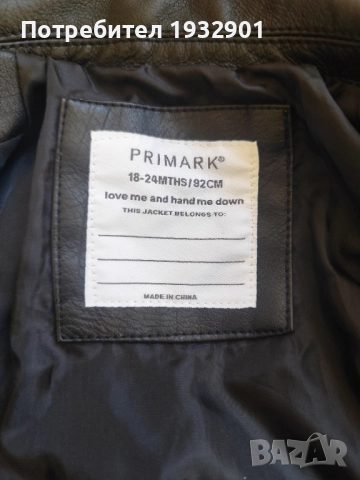 Потребител 1932901
PRIMARK®
18-24MTHS/92CM
love me and hand me down
THIS JACKET BELONGS TO:
MADE IN CHINA
BAZAR